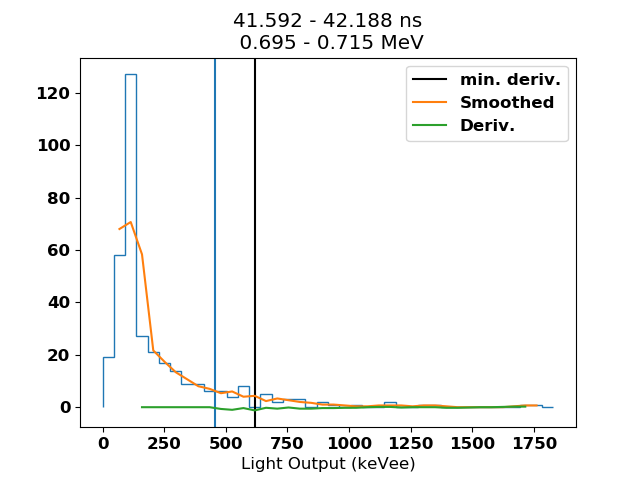 41.592 - 42.188 ns
0.695 - 0.715 MeV
min. deriv.
Smoothed
Deriv.
120
100
80
60
40
20
0
0 250 500 750 1000 1250 1500 1750
Light Output (keVee)